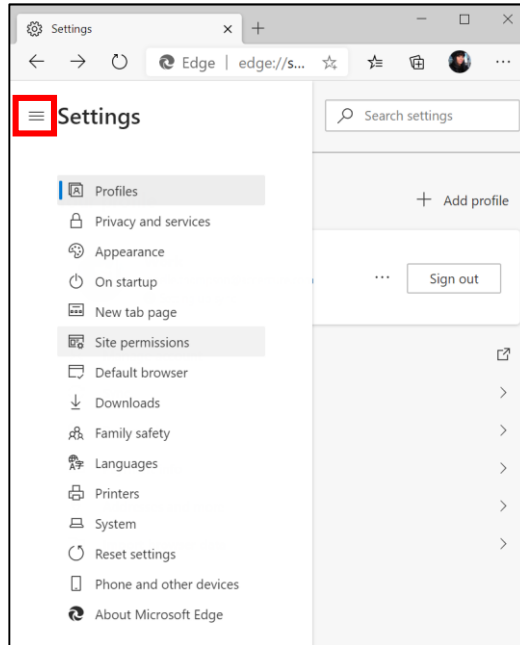 Settings
Edge | edge://s...
Settings
Search settings
Profiles
Add profile
Privacy and services
Appearance
On startup
Sign out
New tab page
Site permissions
Default browser
Downloads
Family safety
Languages
Printers
System
Reset settings
Phone and other devices
About Microsoft Edge